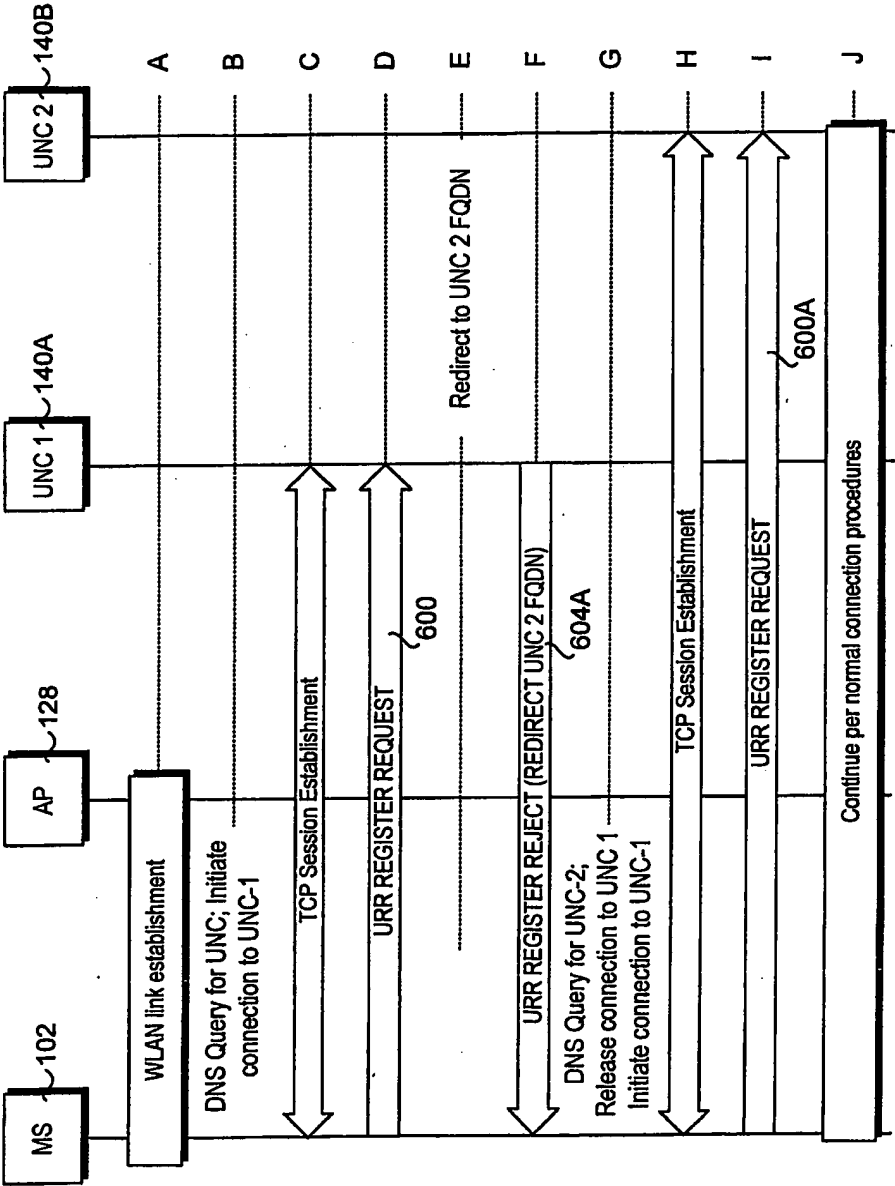 MS 102
AP 128
UNC 1 140A
UNC 2 140B
WLAN link establishment
A
DNS Query for UNC; Initiate
connection to UNC-1
B
TCP Session Establishment
C
URR REGISTER REQUEST
600
D
Redirect to UNC 2 FQDN
E
URR REGISTER REJECT (REDIRECT UNC 2 FQDN)
604A
F
DNS Query for UNC-2;
Release connection to UNC 1
Initiate connection to UNC-1
G
TCP Session Establishment
H
URR REGISTER REQUEST
600A
I
Continue per normal connection procedures
J